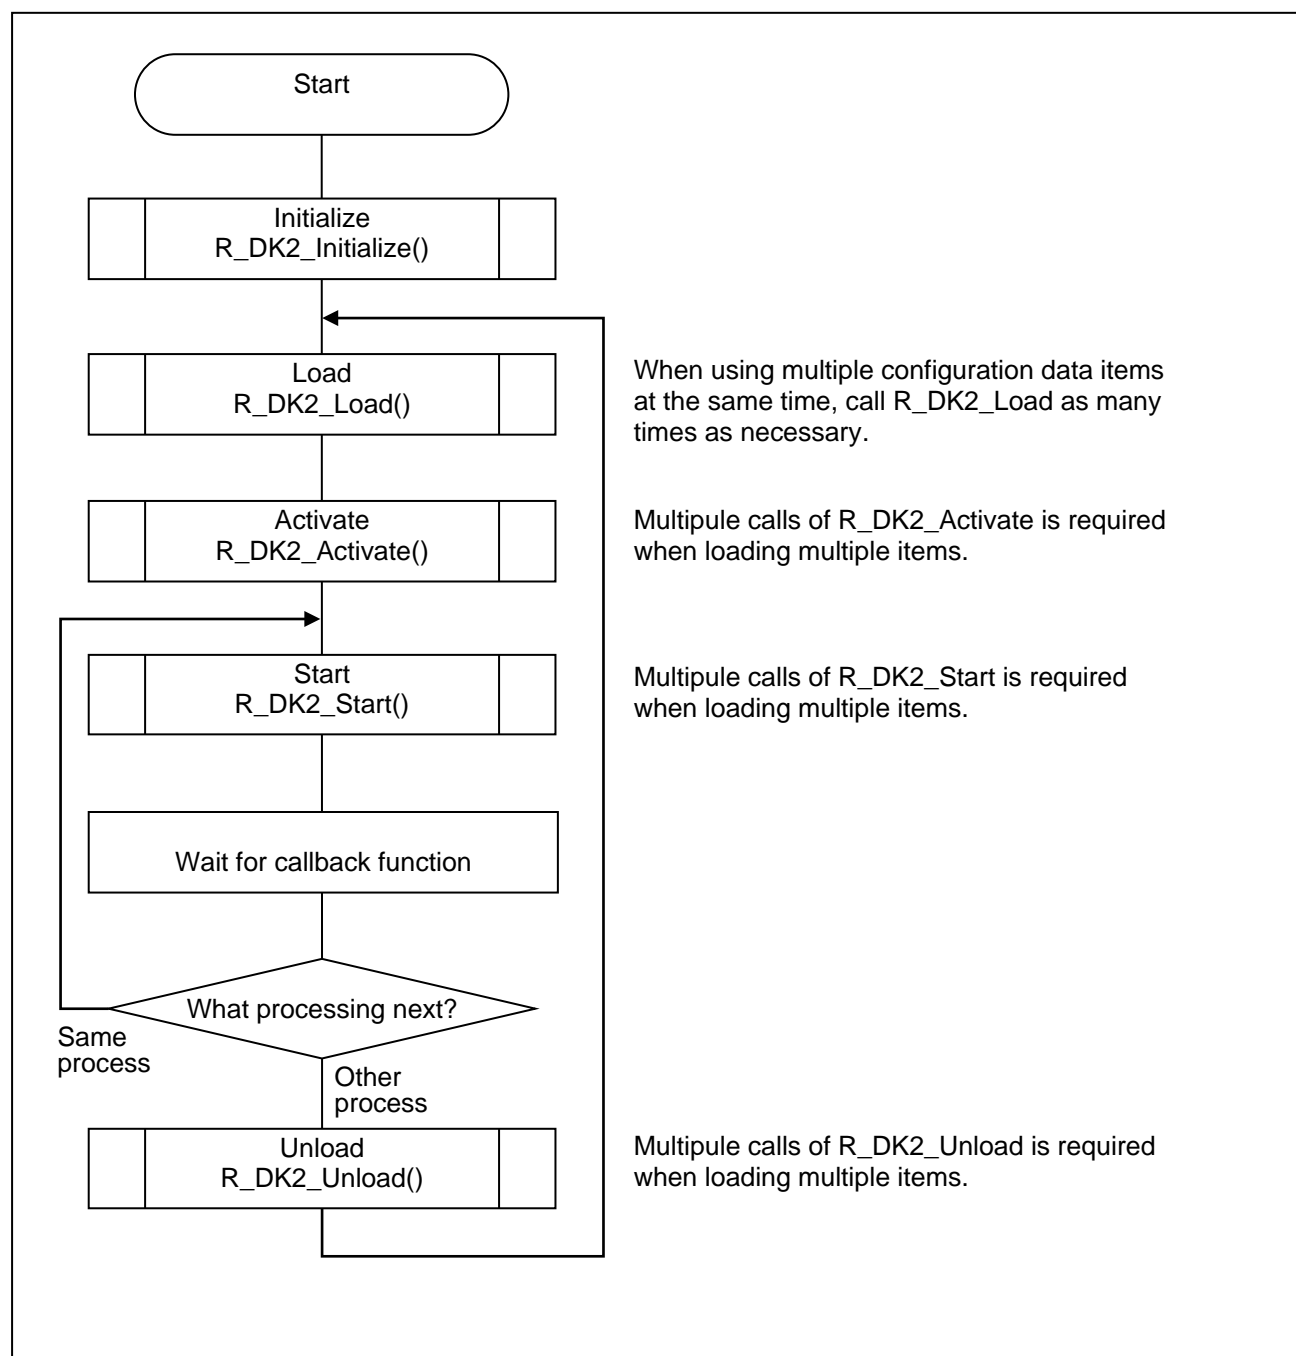 Start
Initialize
R_DK2_Initialize()
Load
R_DK2_Load()
When using multiple configuration data items
at the same time, call R_DK2_Load as many
times as necessary.
Activate
R_DK2_Activate()
Multipule calls of R_DK2_Activate is required
when loading multiple items.
Start
R_DK2_Start()
Multipule calls of R_DK2_Start is required
when loading multiple items.
Wait for callback function
What processing next?
Same
process
Other
process
Unload
R_DK2_Unload()
Multipule calls of R_DK2_Unload is required
when loading multiple items.